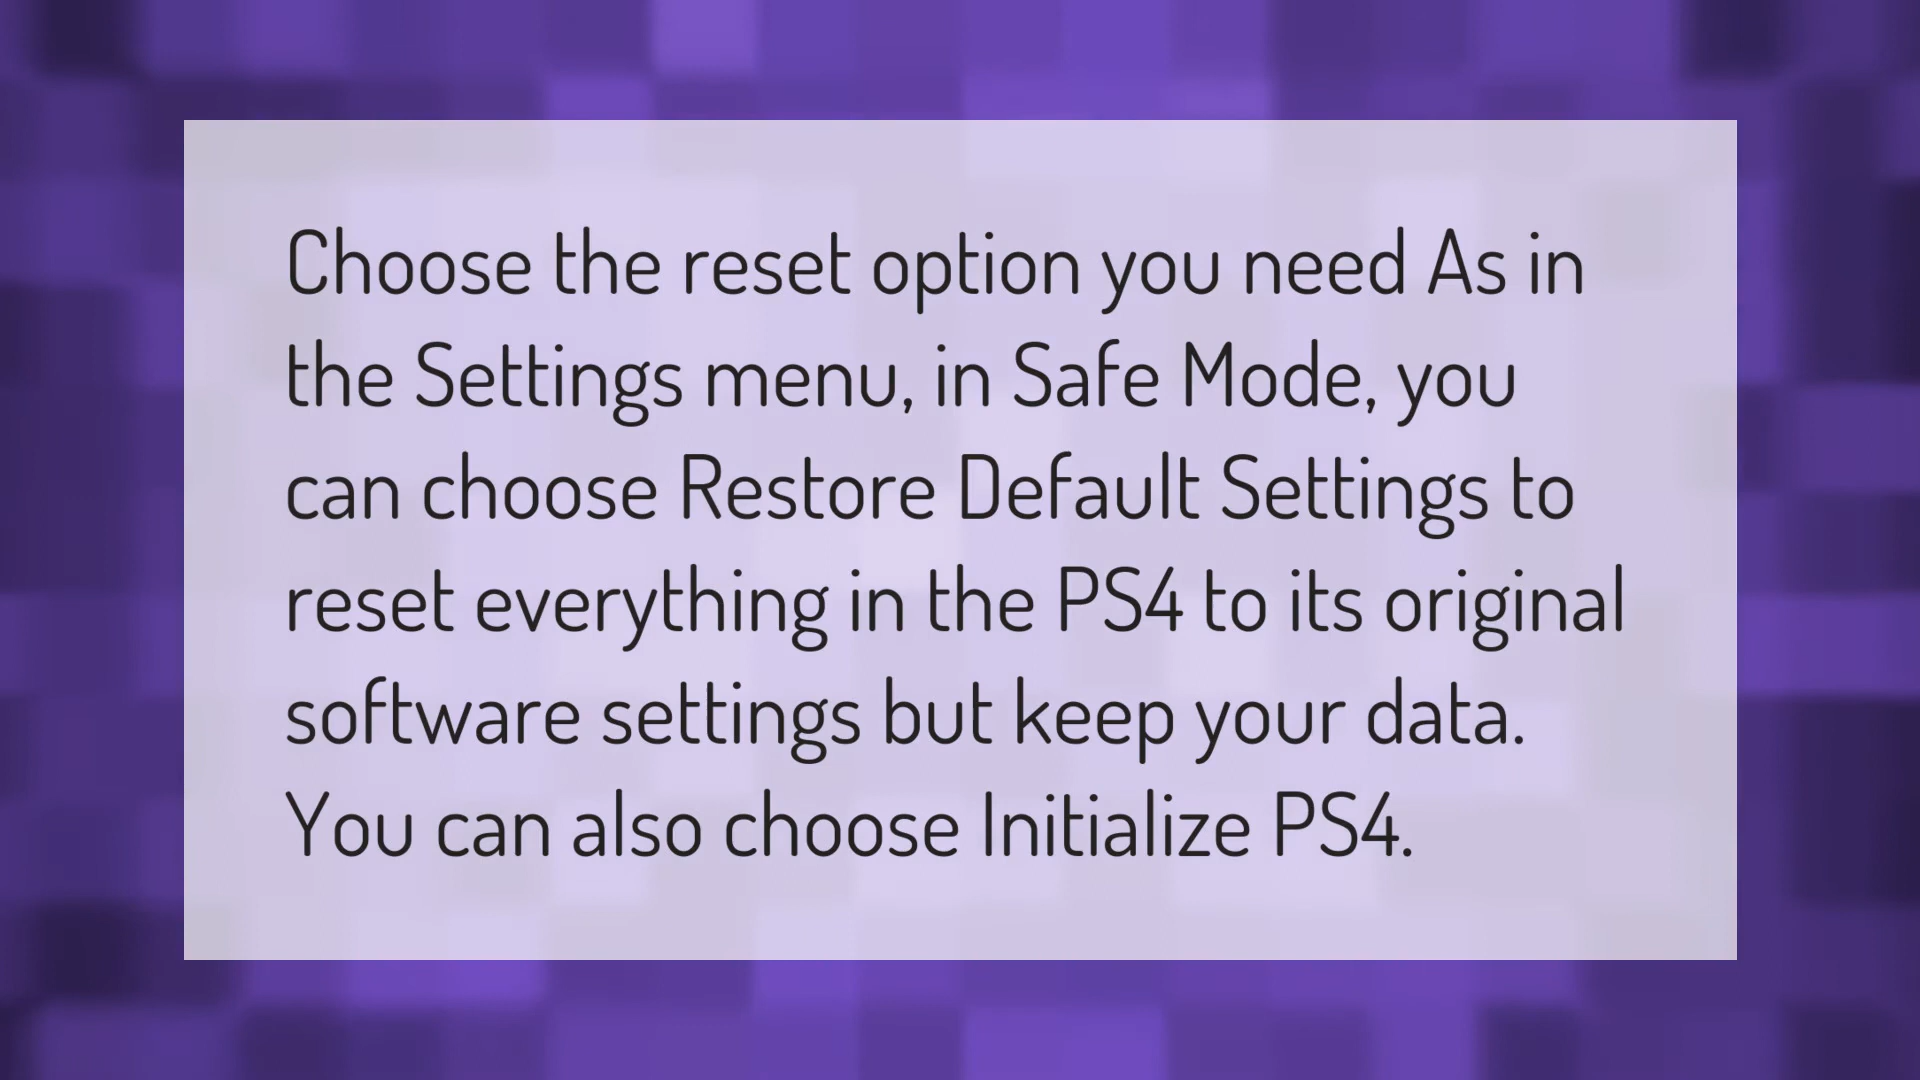 Choose the reset option you need As in
the Settings menu, in Safe Mode, you
can choose Restore Default Settings to
reset everything in the PS4 to its original
software settings but keep your data.
You can also choose Initialize PS4.